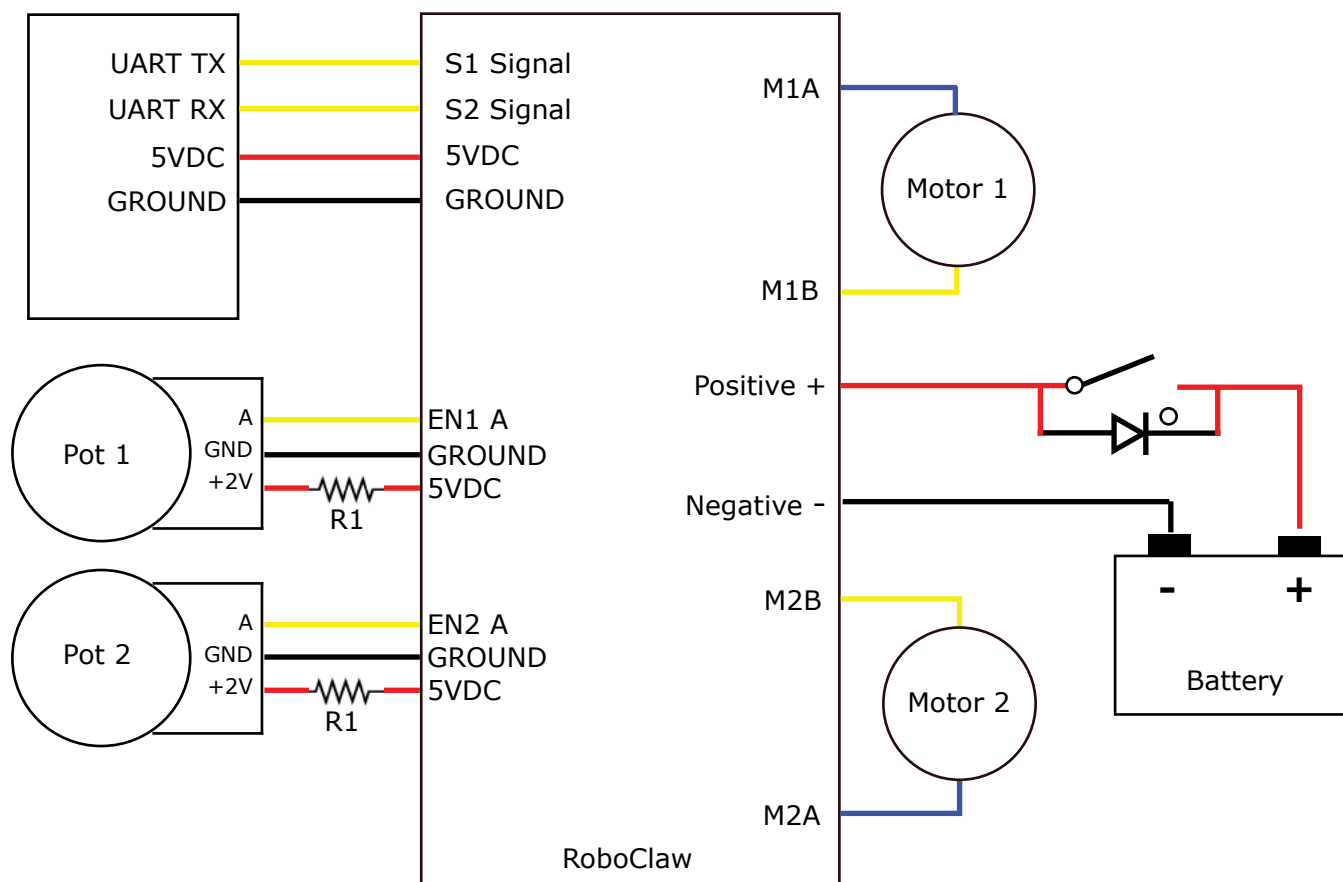 UART TX
UART RX
5VDC
GROUND
S1 Signal
S2 Signal
5VDC
GROUND
M1A
Motor 1
M1B
Pot 1
A
GND
+2V
R1
EN1 A
GROUND
5VDC
Positive +
Negative -
Pot 2
A
GND
+2V
R1
EN2 A
GROUND
5VDC
M2B
Motor 2
M2A
- +
Battery
RoboClaw